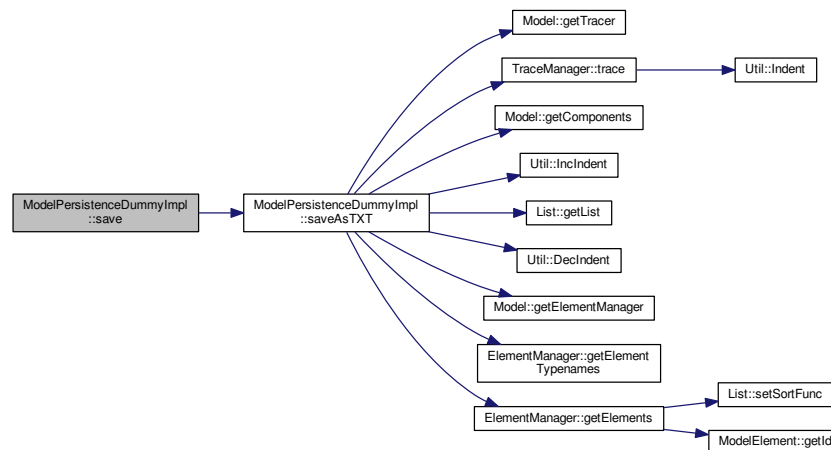 Model::getTracer
TraceManager::trace
Util::Indent
Model::getComponents
Util::IncIndent
ModelPersistenceDummyImpl
::save
ModelPersistenceDummyImpl
::saveAsTXT
List::getList
Util::DecIndent
Model::getElementManager
ElementManager::getElement
Typenames
List::setSortFunc
ElementManager::getElements
ModelElement::getId